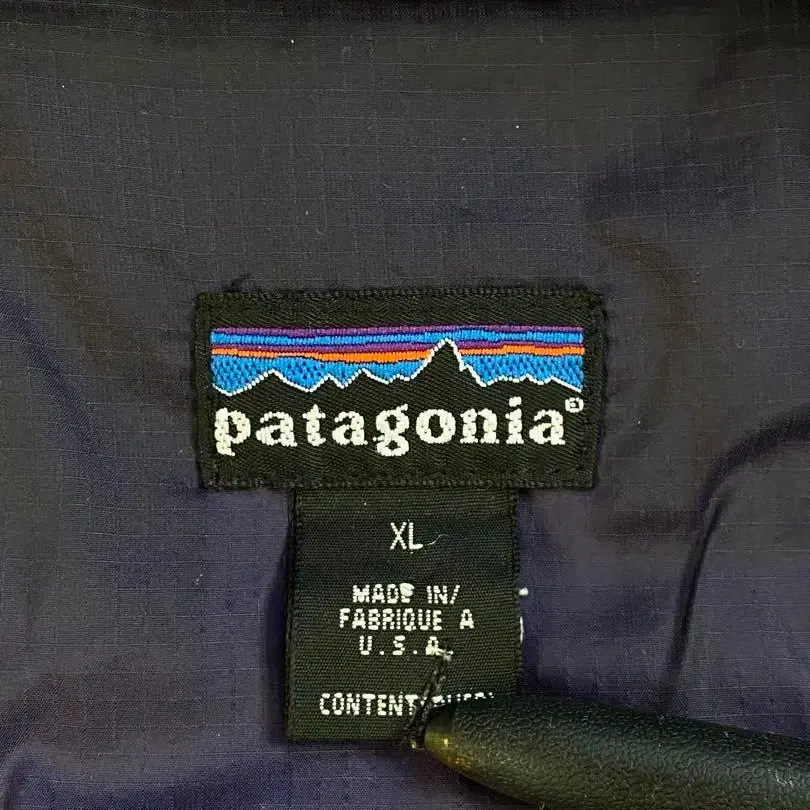 patagonia®
XL
MADE IN/
FABRIQUE A
U.S.A.